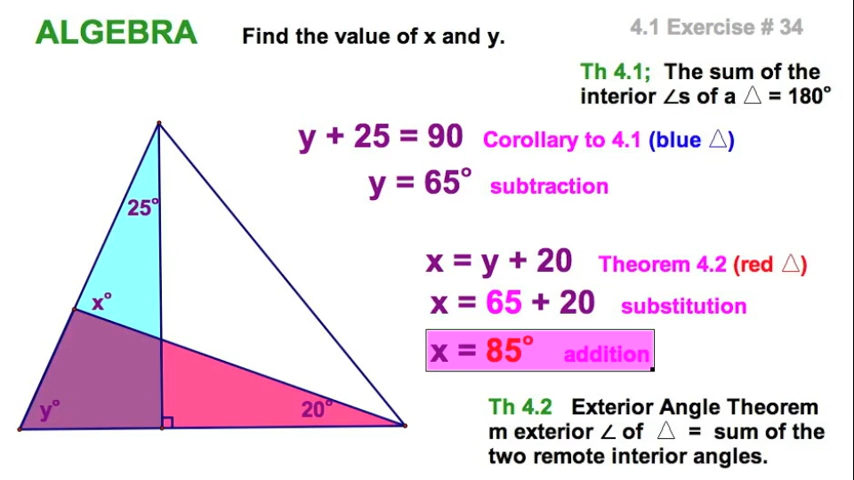 ALGEBRA
Find the value of x and y.
4.1 Exercise # 34
Th 4.1; The sum of the
interior ∠s of a △ = 180°
y + 25 = 90 Corollary to 4.1 (blue △)
y = 65° subtraction
25°
x = y + 20 Theorem 4.2 (red △)
x°
x = 65 + 20 substitution
x = 85° addition
y°
20°
Th 4.2 Exterior Angle Theorem
m exterior ∠ of △ = sum of the
two remote interior angles.